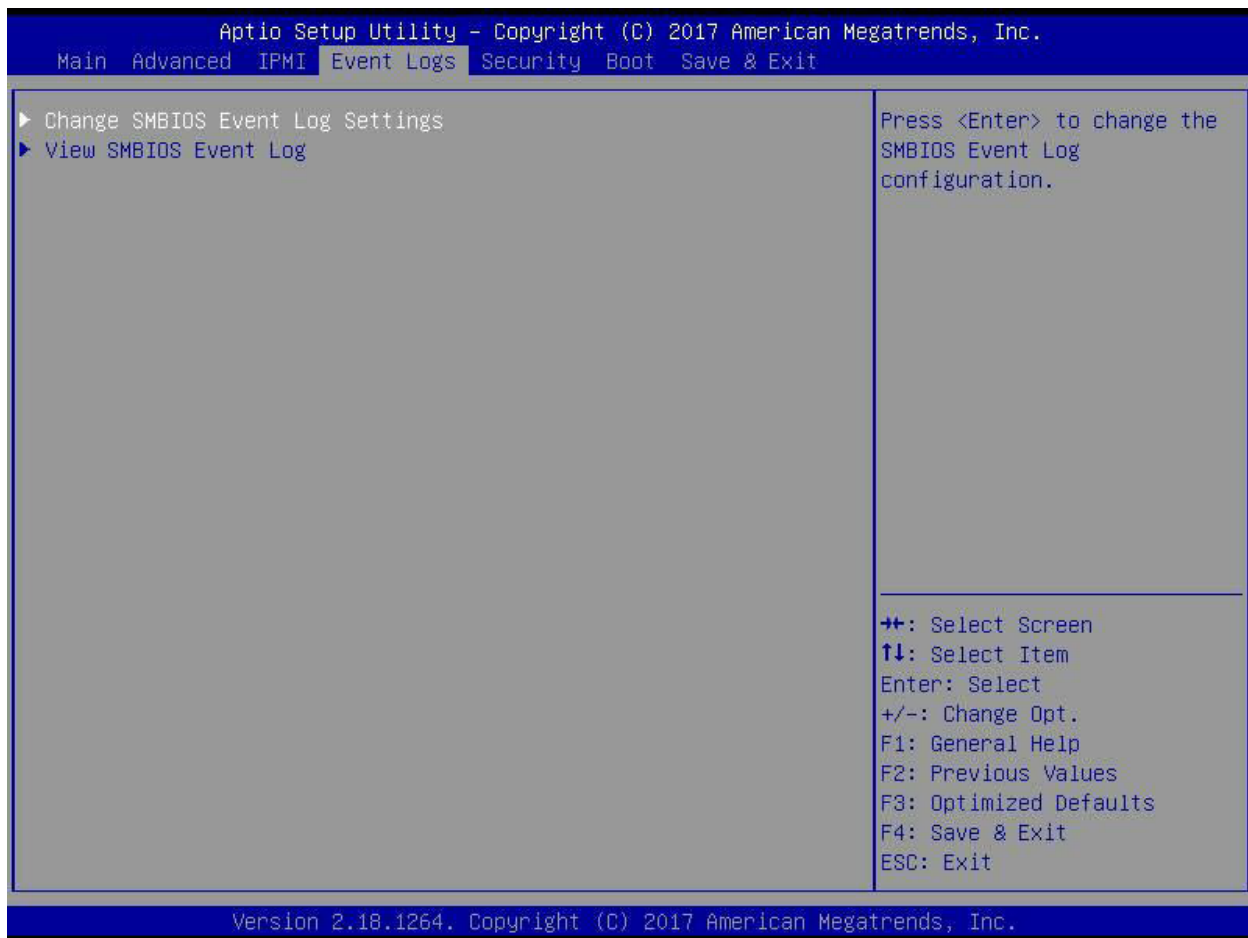 Aptio Setup Utility – Copyright (C) 2017 American Megatrends, Inc.
Main Advanced IPMI Event Logs Security Boot Save & Exit
▶ Change SMBIOS Event Log Settings
▶ View SMBIOS Event Log
Press <Enter> to change the
SMBIOS Event Log
configuration.
→←: Select Screen
↑↓: Select Item
Enter: Select
+/-: Change Opt.
F1: General Help
F2: Previous Values
F3: Optimized Defaults
F4: Save & Exit
ESC: Exit
Version 2.18.1264. Copyright (C) 2017 American Megatrends, Inc.